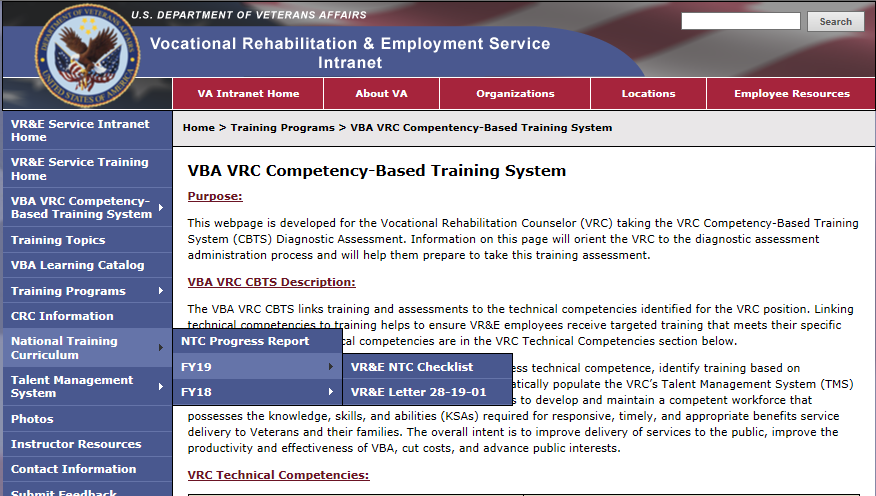 U.S. DEPARTMENT OF VETERANS AFFAIRS
Search
Vocational Rehabilitation & Employment Service
Intranet
VA Intranet Home
About VA
Organizations
Locations
Employee Resources
VR&E Service Intranet
Home
VR&E Service Training
Home
VBA VRC Competency-
Based Training System
Training Topics
VBA Learning Catalog
Training Programs
CRC Information
National Training
Curriculum
Talent Management
System
Photos
Instructor Resources
Contact Information
Submit Feedback
NTC Progress Report
FY19
FY18
VR&E NTC Checklist
VR&E Letter 28-19-01
Home > Training Programs > VBA VRC Compentency-Based Training System
VBA VRC Competency-Based Training System
Purpose:
This webpage is developed for the Vocational Rehabilitation Counselor (VRC) taking the VRC Competency-Based Training
System (CBTS) Diagnostic Assessment. Information on this page will orient the VRC to the diagnostic assessment
administration process and will help them prepare to take this training assessment.
VBA VRC CBTS Description:
The VBA VRC CBTS links training and assessments to the technical competencies identified for the VRC position. Linking
technical competencies to training helps to ensure VR&E employees receive targeted training that meets their specific
competencies are in the VRC Technical Competencies section below.
technical competence, identify training based on
populate the VRC's Talent Management System (TMS)
to develop and maintain a competent workforce that
possesses the knowledge, skills, and abilities (KSAs) required for responsive, timely, and appropriate benefits service
delivery to Veterans and their families. The overall intent is to improve delivery of services to the public, improve the
productivity and effectiveness of VBA, cut costs, and advance public interests.
VRC Technical Competencies: